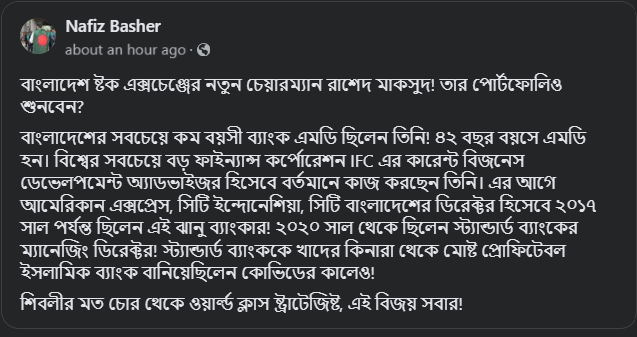 Nafiz Basher
about an hour ago ·
বাংলাদেশ ষ্টক এক্সচেঞ্জের নতুন চেয়ারম্যান রাশেদ মাকসুদ! তার পোর্টফোলিও
শুনবেন?
বাংলাদেশের সবচেয়ে কম বয়সী ব্যাংক এমডি ছিলেন তিনি! ৪২ বছর বয়সে এমডি
হন। বিশ্বের সবচেয়ে বড় ফাইন্যান্স কর্পোরেশন IFC এর কারেন্ট বিজনেস
ডেভেলপমেন্ট অ্যাডভাইজর হিসেবে বর্তমানে কাজ করছেন তিনি। এর আগে
আমেরিকান এক্সপ্রেস, সিটি ইন্দোনেশিয়া, সিটি বাংলাদেশের ডিরেক্টর হিসেবে ২০১৭
সাল পর্যন্ত ছিলেন এই ঝানু ব্যাংকার! ২০২০ সাল থেকে ছিলেন স্ট্যান্ডার্ড ব্যাংকের
ম্যানেজিং ডিরেক্টর! স্ট্যান্ডার্ড ব্যাংককে খাদের কিনারা থেকে মোষ্ট প্রোফিটেবল
ইসলামিক ব্যাংক বানিয়েছিলেন কোভিডের কালেও!
শিবলীর মত চোর থেকে ওয়ার্ল্ড ক্লাস ষ্ট্রাটেজিষ্ট, এই বিজয় সবার!